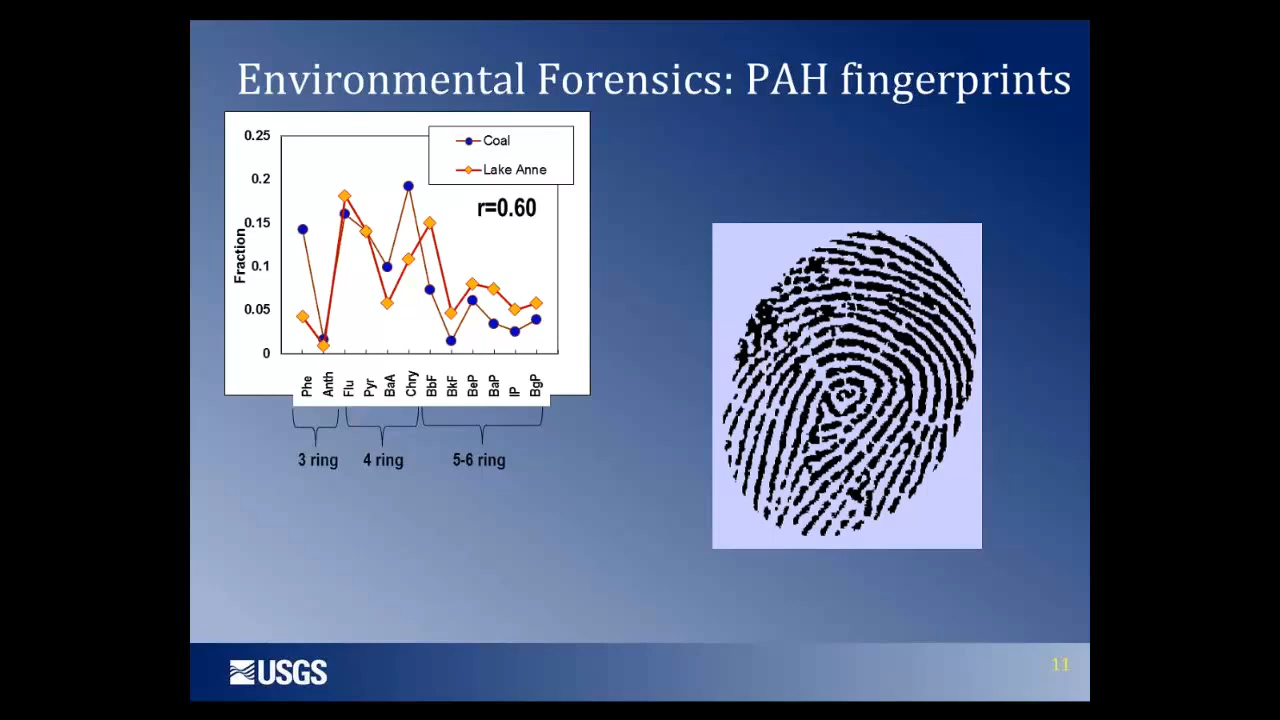 Environmental Forensics: PAH fingerprints
0.25
0.2
0.15
0.1
0.05
0
Fraction
Coal
Lake Anne
r=0.60
Phe
Anth
Flu
Pyr
BaA
Chry
BbF
BkF
BeP
BaP
IP
BgP
3 ring
4 ring
5-6 ring
USGS
11